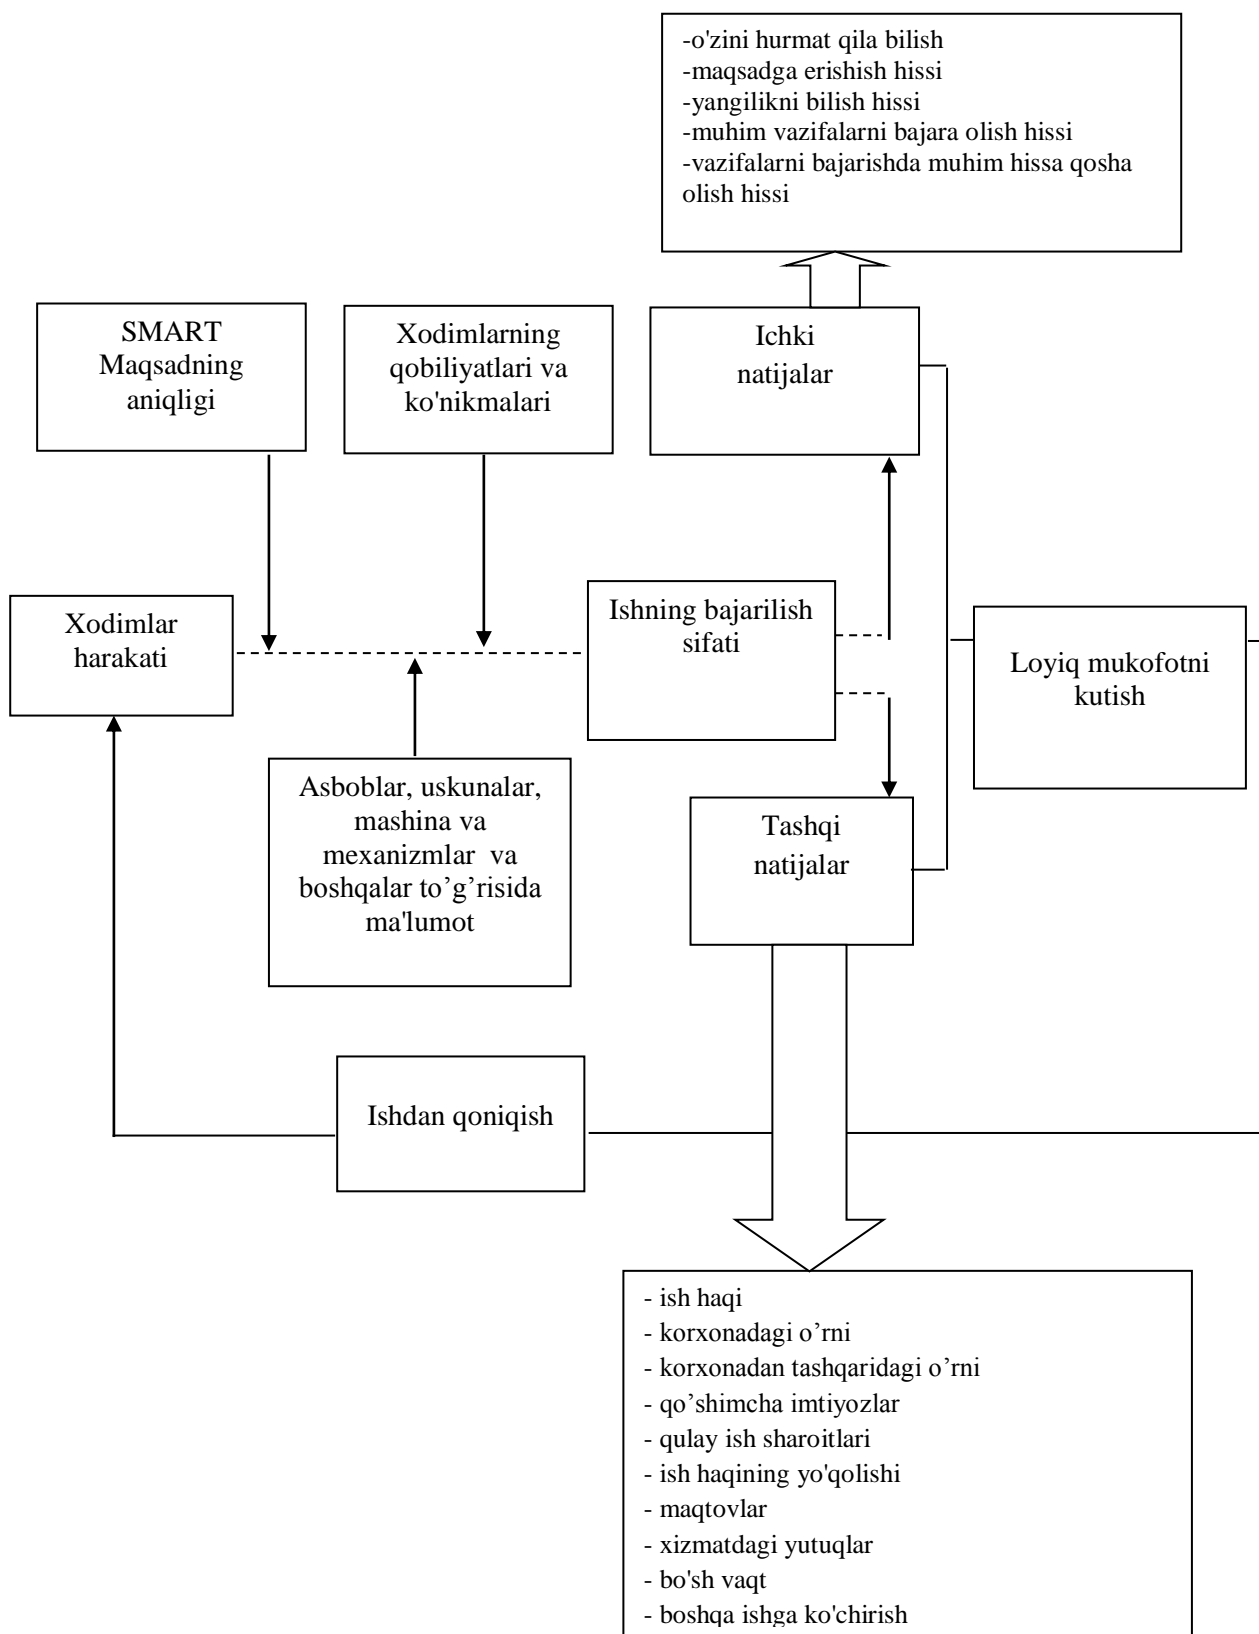 -o'zini hurmat qila bilish
-maqsadga erishish hissi
-yangilikni bilish hissi
-muhim vazifalarni bajara olish hissi
-vazifalarni bajarishda muhim hissa qosha
olish hissi
SMART
Maqsadning
aniqligi
Xodimlarning
qobiliyatlari va
ko'nikmalari
Ichki
natijalar
Xodimlar
harakati
Ishning bajarilish
sifati
Loyiq mukofotni
kutish
Asboblar, uskunalar,
mashina va
mexanizmlar va
boshqalar to’g’risida
ma'lumot
Tashqi
natijalar
Ishdan qoniqish
- ish haqi
- korxonadagi o’rni
- korxonadan tashqaridagi o’rni
- qo’shimcha imtiyozlar
- qulay ish sharoitlari
- ish haqining yo'qolishi
- maqtovlar
- xizmatdagi yutuqlar
- bo'sh vaqt
- boshqa ishga ko'chirish